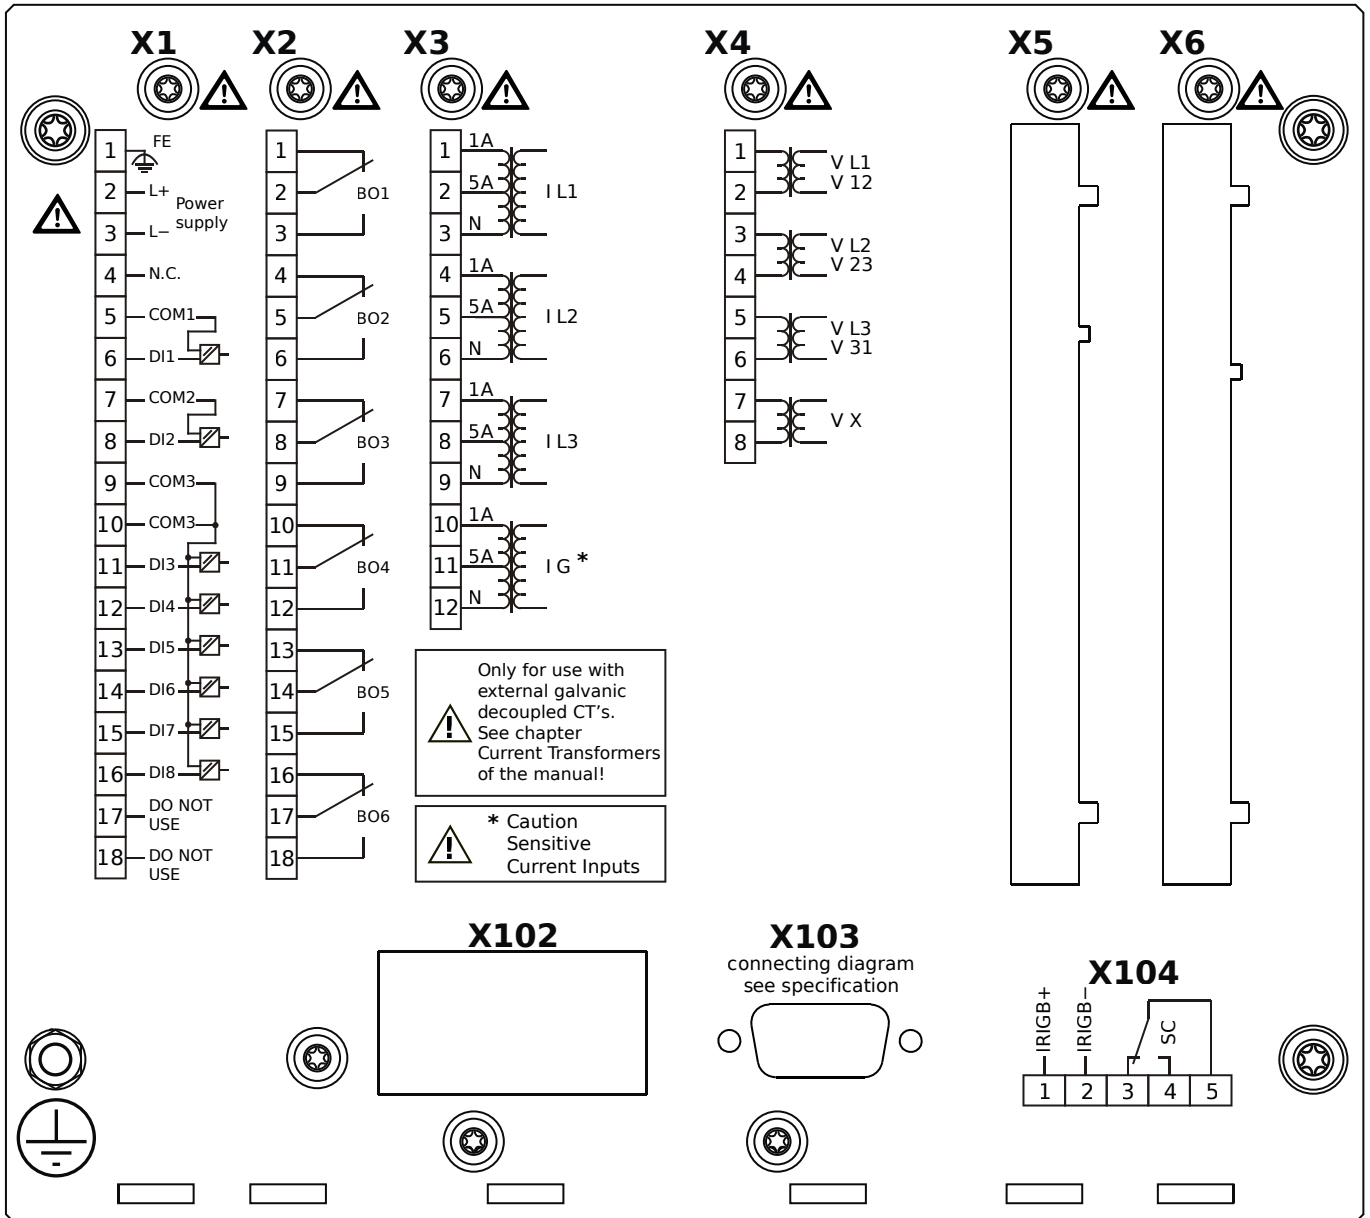 X1
X2
X3
X4
X5
X6
1 FE
2 L+
Power
supply
3 L−
4 N.C.
5 COM1
6 DI1
7 COM2
8 DI2
9 COM3
10 COM3
11 DI3
12 DI4
13 DI5
14 DI6
15 DI7
16 DI8
17 DO NOT
USE
18 DO NOT
USE
1
2 BO1
3
4
5 BO2
6
7
8 BO3
9
10
11 BO4
12
13
14 BO5
15
16
17 BO6
18
1 1A
2 5A I L1
3 N
4 1A
5 5A I L2
6 N
7 1A
8 5A I L3
9 N
10 1A
11 5A I G *
12 N
Only for use with
external galvanic
decoupled CT's.
See chapter
Current Transformers
of the manual!
* Caution
Sensitive
Current Inputs
1 V L1
2 V 12
3 V L2
4 V 23
5 V L3
6 V 31
7 V X
8
X102
X103
connecting diagram
see specification
X104
IRIGB+
IRIGB−
SC
1 2 3 4 5